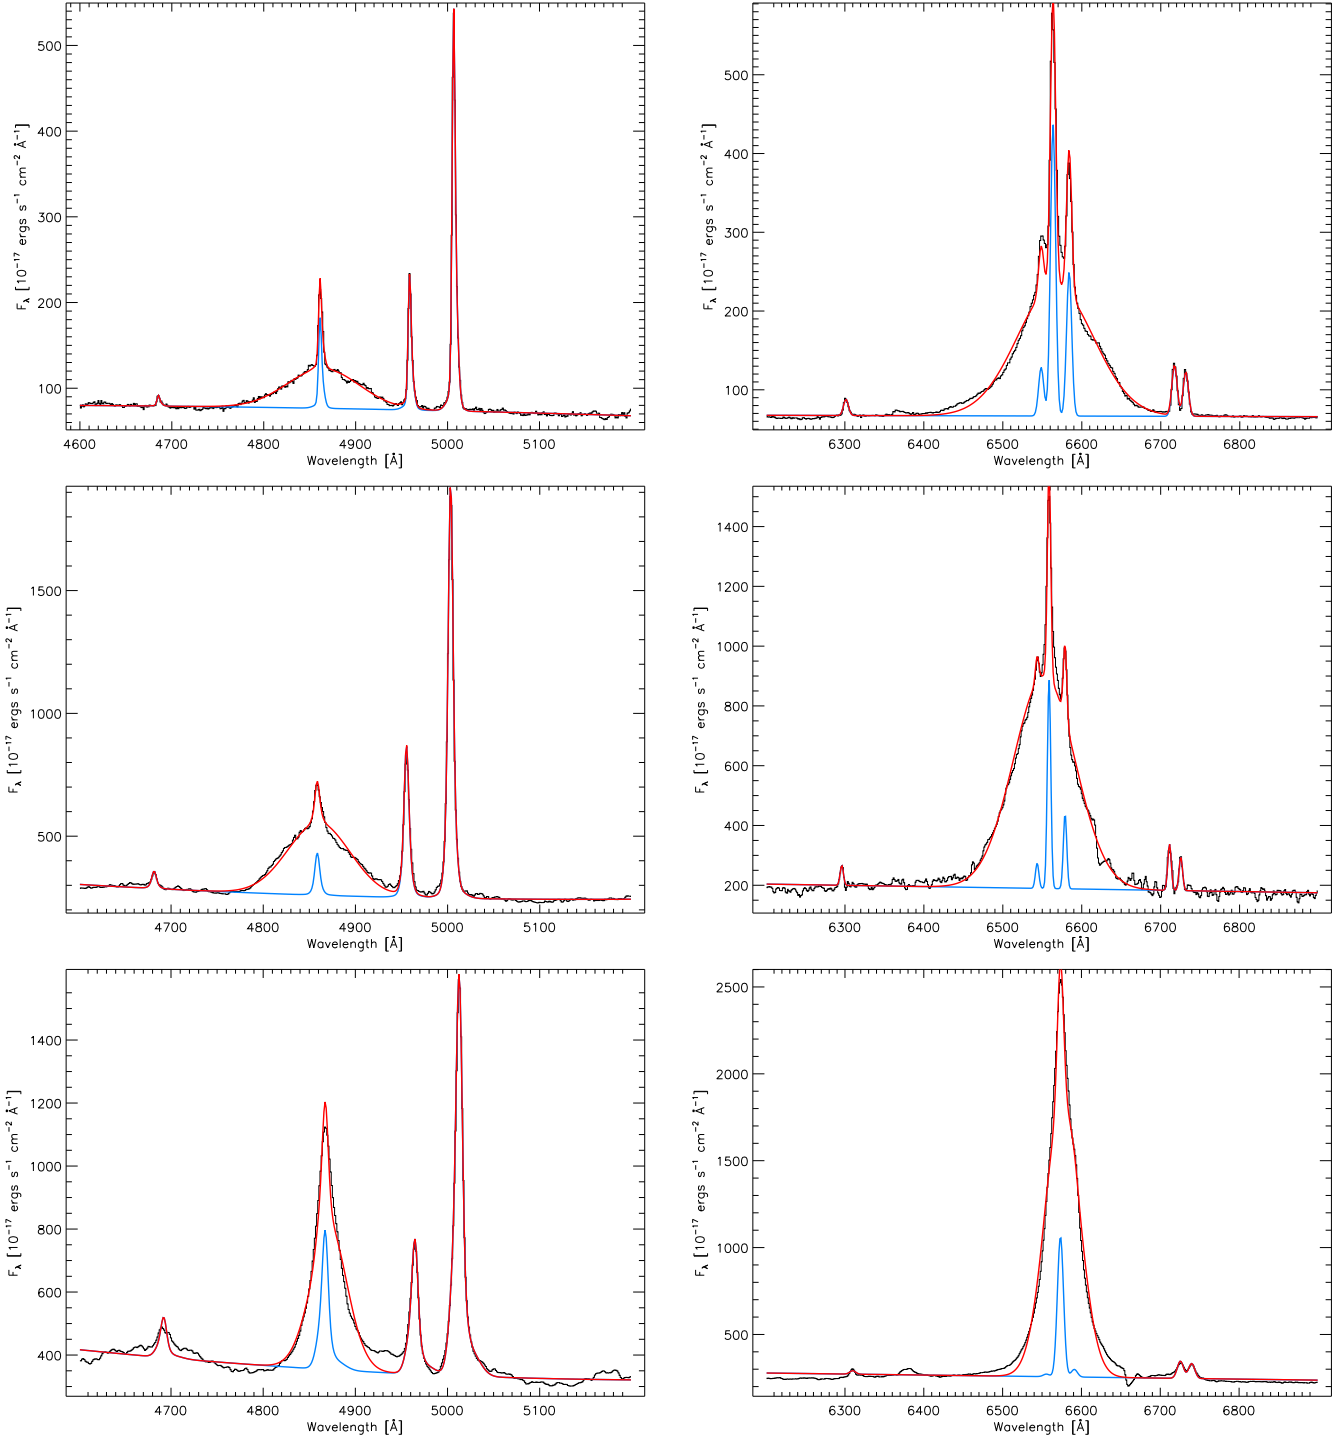 500
400
300
200
100
4600 4700 4800 4900 5000 5100
Wavelength [Å]
F_λ [10⁻¹⁷ ergs s⁻¹ cm⁻² Å⁻¹]
500
400
300
200
100
6300 6400 6500 6600 6700 6800
Wavelength [Å]
F_λ [10⁻¹⁷ ergs s⁻¹ cm⁻² Å⁻¹]
1500
1000
500
4700 4800 4900 5000 5100
Wavelength [Å]
F_λ [10⁻¹⁷ ergs s⁻¹ cm⁻² Å⁻¹]
1400
1200
1000
800
600
400
200
6300 6400 6500 6600 6700 6800
Wavelength [Å]
F_λ [10⁻¹⁷ ergs s⁻¹ cm⁻² Å⁻¹]
1400
1200
1000
800
600
400
4700 4800 4900 5000 5100
Wavelength [Å]
F_λ [10⁻¹⁷ ergs s⁻¹ cm⁻² Å⁻¹]
2500
2000
1500
1000
500
6300 6400 6500 6600 6700 6800
Wavelength [Å]
F_λ [10⁻¹⁷ ergs s⁻¹ cm⁻² Å⁻¹]